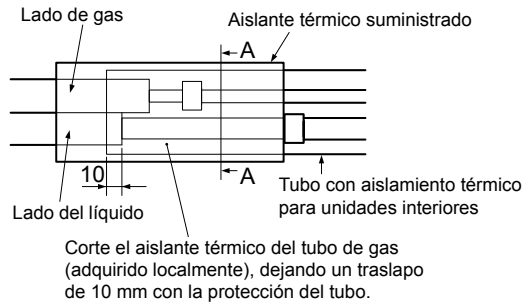 Lado de gas
Aislante térmico suministrado
A
A
10
Lado del líquido
Tubo con aislamiento térmico
para unidades interiores
Corte el aislante térmico del tubo de gas
(adquirido localmente), dejando un traslapo
de 10 mm con la protección del tubo.